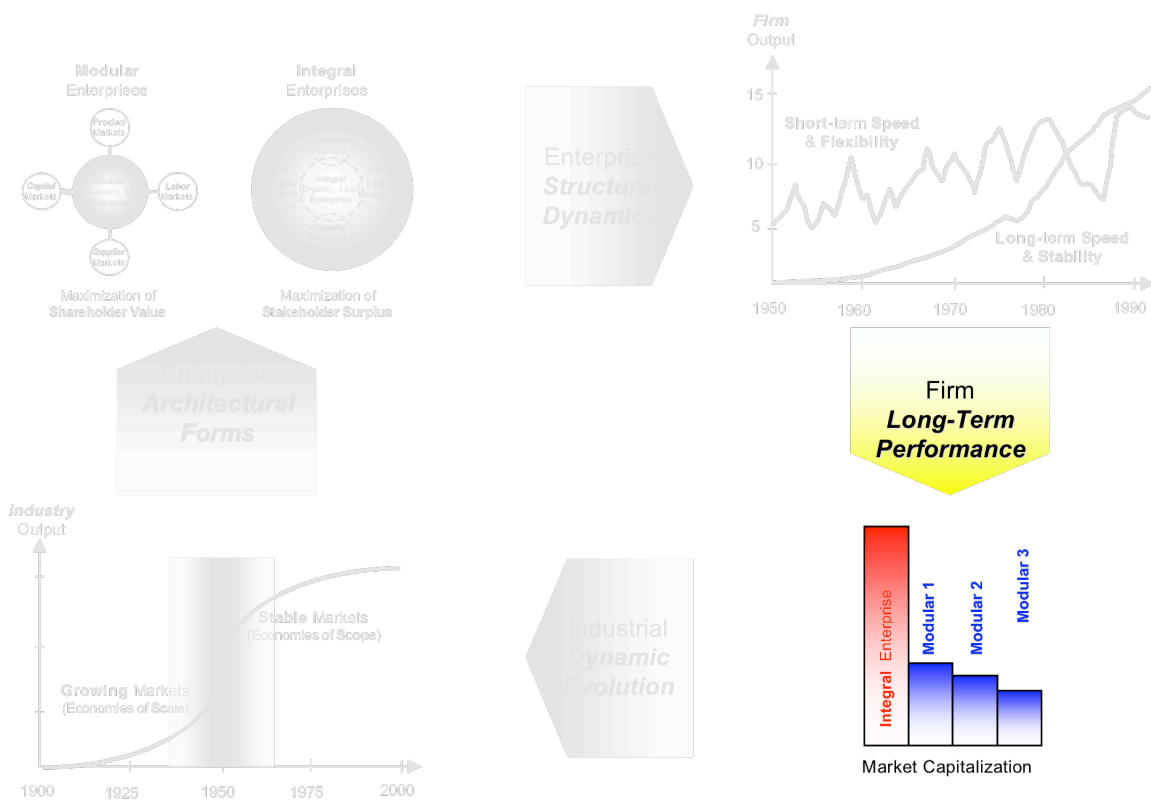 Firm
Output
Modular
Enterprises
Integral
Enterprises
Product
Markets
Capital
Markets
Labor
Markets
Supplier
Markets
Modular
Enterprise
Integral
Organic, Lean
Enterprise
Maximization of
Shareholder Value
Maximization of
Stakeholder Surplus
Enterprise
Structural
Dynamics
15
10
5
Short-term Speed
& Flexibility
Long-term Speed
& Stability
1950
1960
1970
1980
1990
Enterprise
Architectural
Forms
Firm
Long-Term
Performance
Industry
Output
Stable Markets
(Economies of Scope)
Growing Markets
(Economies of Scale)
1900
1925
1950
1975
2000
Industrial
Dynamic
Evolution
Integral Enterprise
Modular 1
Modular 2
Modular 3
Market Capitalization